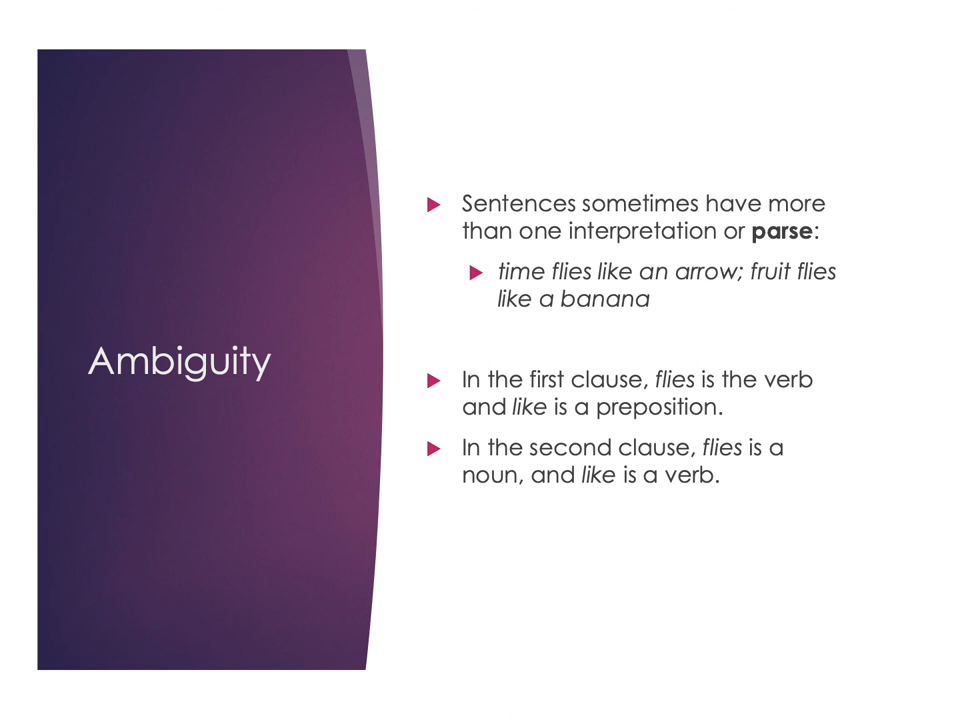 Ambiguity
Sentences sometimes have more
than one interpretation or parse:
time flies like an arrow; fruit flies
like a banana
In the first clause, flies is the verb
and like is a preposition.
In the second clause, flies is a
noun, and like is a verb.